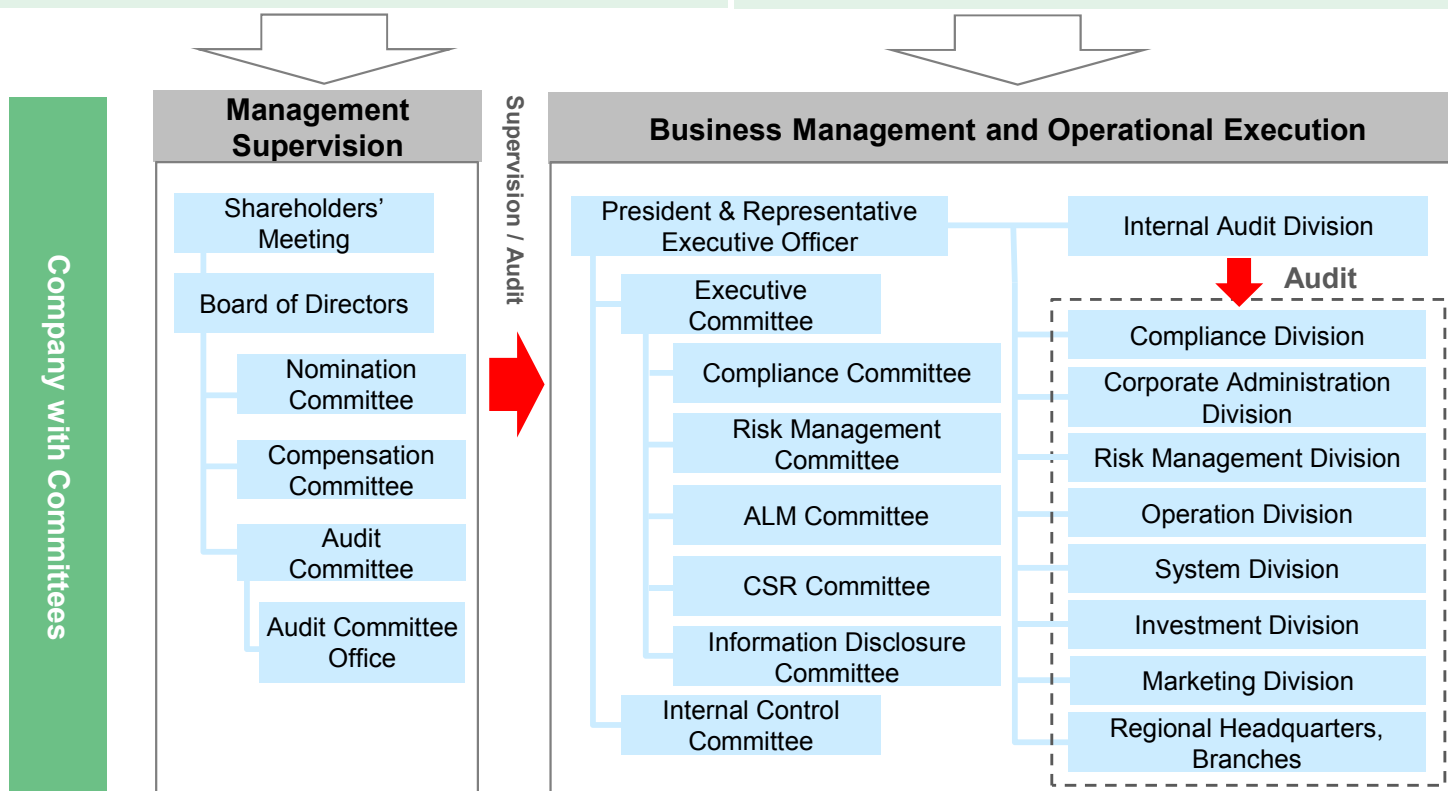 Company with Committees
Management
Supervision
Shareholders’
Meeting
Board of Directors
Nomination
Committee
Compensation
Committee
Audit
Committee
Audit Committee
Office
Supervision / Audit
Business Management and Operational Execution
President & Representative
Executive Officer
Executive
Committee
Compliance Committee
Risk Management
Committee
ALM Committee
CSR Committee
Information Disclosure
Committee
Internal Control
Committee
Internal Audit Division
Audit
Compliance Division
Corporate Administration
Division
Risk Management Division
Operation Division
System Division
Investment Division
Marketing Division
Regional Headquarters,
Branches